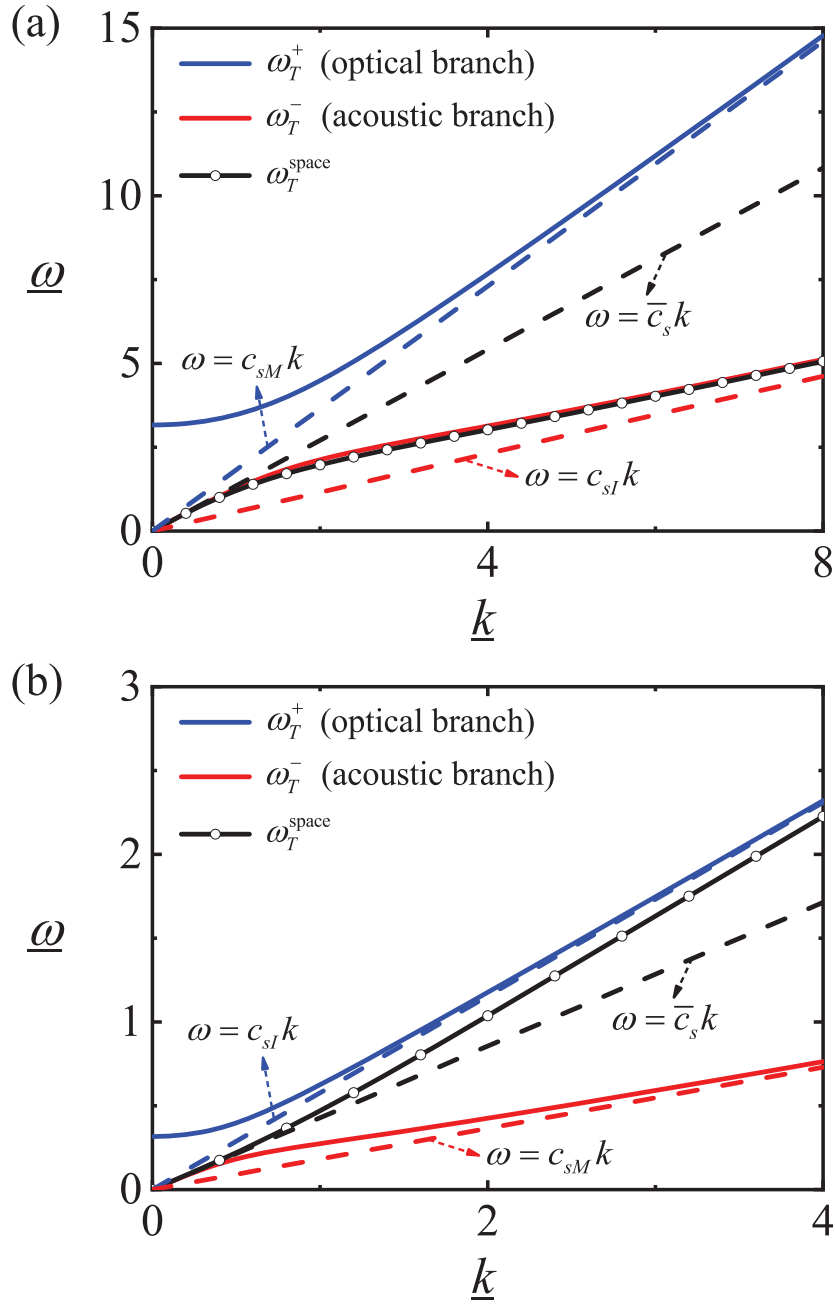 (a)
15
ω_T^+ (optical branch)
ω_T^- (acoustic branch)
ω_T^space
10
ω
ω = c̄_s k
ω = c_sM k
5
ω = c_sI k
0
0 4 8
k
(b)
3
ω_T^+ (optical branch)
ω_T^- (acoustic branch)
ω_T^space
2
ω
ω = c̄_s k
ω = c_sI k
1
ω = c_sM k
0
0 2 4
k